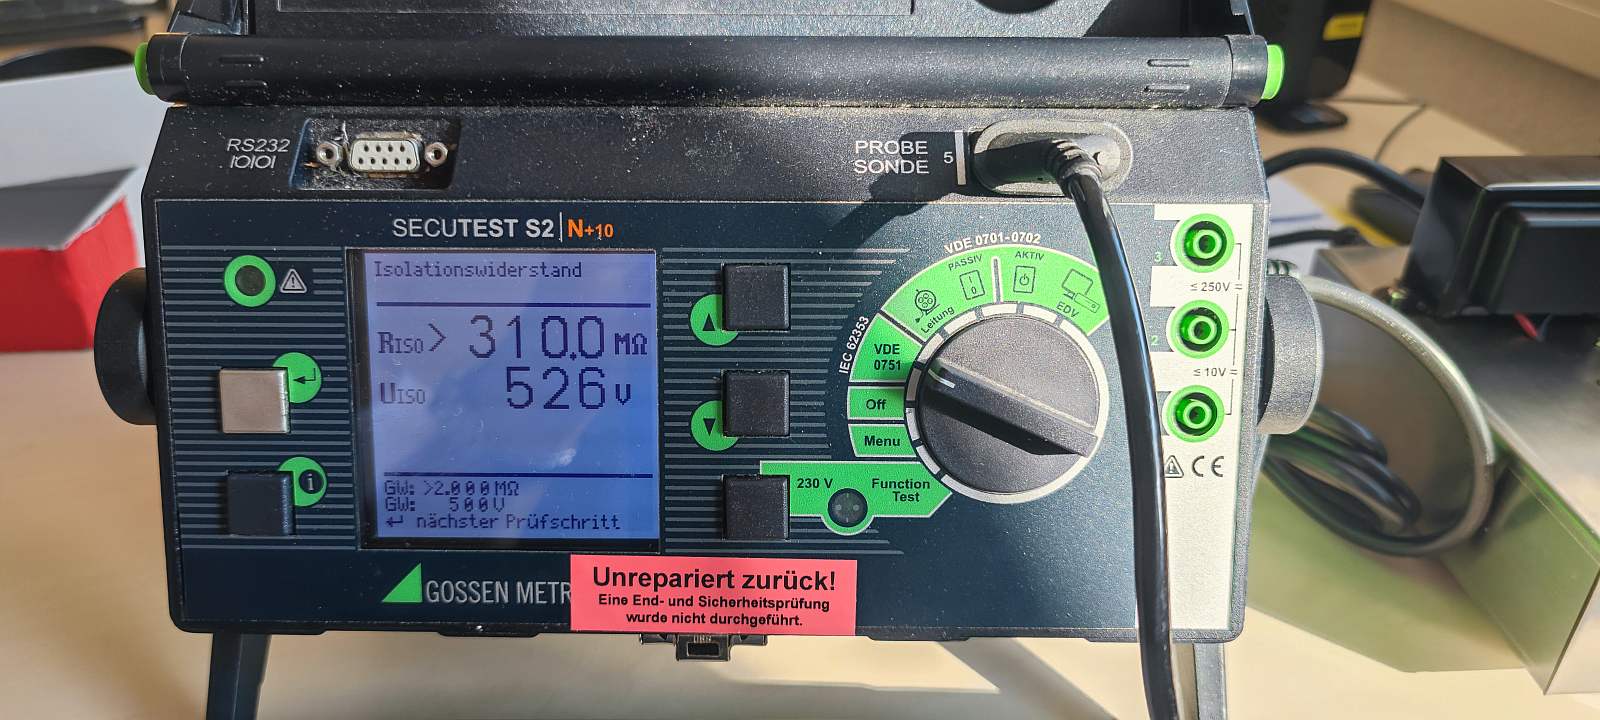 RS232
IOIOI
PROBE
SONDE
5
SECUTEST S2 N+10
Isolationswiderstand
RISO > 310.0 MΩ
UISO 526 V
GW: >2.000MΩ
GW: 500V
↵ nächster Prüfschritt
i
VDE 0701-0702
PASSIV
AKTIV
Leitung
EDV
IEC 62353
VDE
0751
Off
Menu
230 V
Function
Test
3
≤ 250V =
2
≤ 10V =
CE
GOSSEN METR
Unrepariert zurück!
Eine End- und Sicherheitsprüfung
wurde nicht durchgeführt.